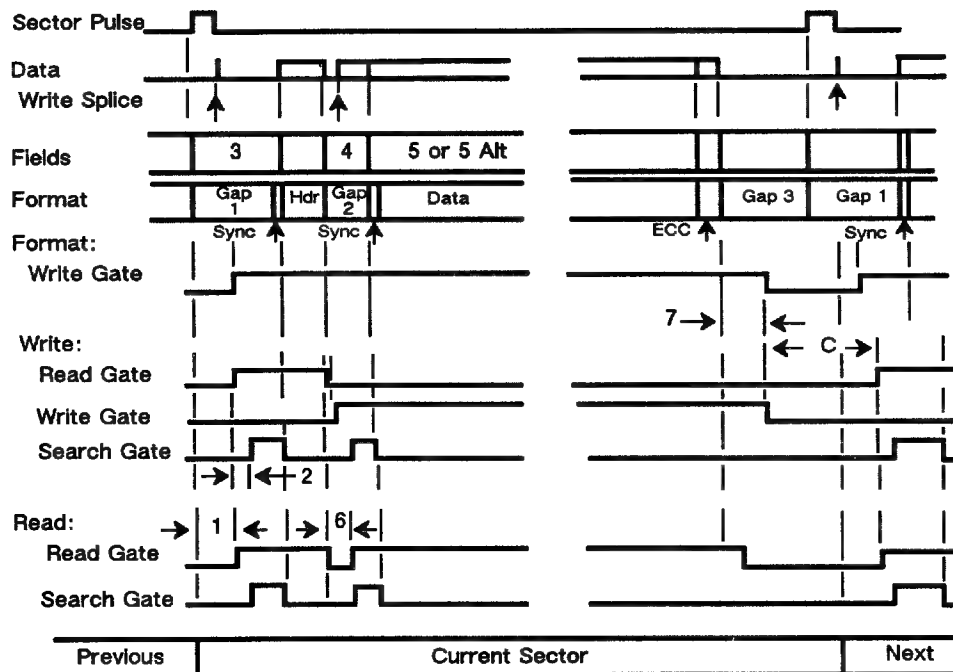 Sector Pulse
Data
Write Splice
Fields 3 4 5 or 5 Alt
Format Gap 1 Hdr Gap 2 Data Gap 3 Gap 1
Sync Sync ECC Sync
Format:
Write Gate
7
Write: C
Read Gate
Write Gate
Search Gate
2
Read: 1 6
Read Gate
Search Gate
Previous Current Sector Next